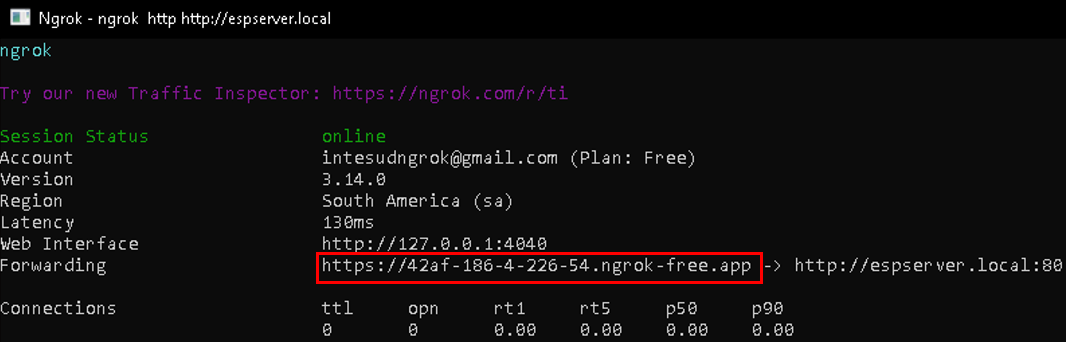 Ngrok - ngrok  http http://espserver.local
ngrok
Try our new Traffic Inspector: https://ngrok.com/r/ti
Session Status online
Account intesudngrok@gmail.com (Plan: Free)
Version 3.14.0
Region South America (sa)
Latency 130ms
Web Interface http://127.0.0.1:4040
Forwarding https://42af-186-4-226-54.ngrok-free.app -> http://espserver.local:80
Connections ttl opn rt1 rt5 p50 p90
0 0 0.00 0.00 0.00 0.00